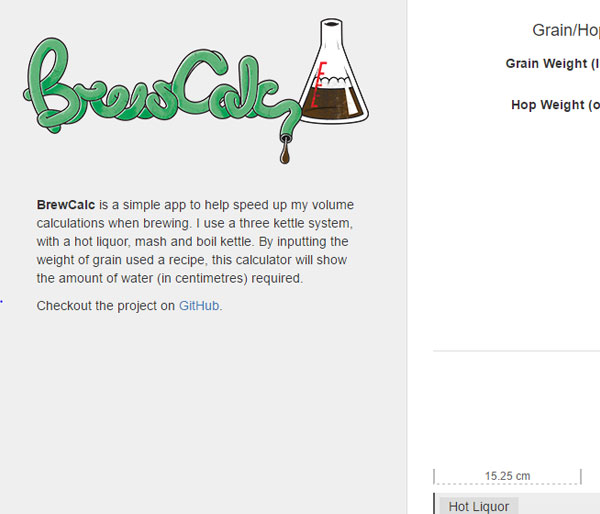 BrewCalc
BrewCalc is a simple app to help speed up my volume
calculations when brewing. I use a three kettle system,
with a hot liquor, mash and boil kettle. By inputting the
weight of grain used a recipe, this calculator will show
the amount of water (in centimetres) required.
Checkout the project on GitHub.
Grain/Hop
Grain Weight (l
Hop Weight (o
15.25 cm
Hot Liquor